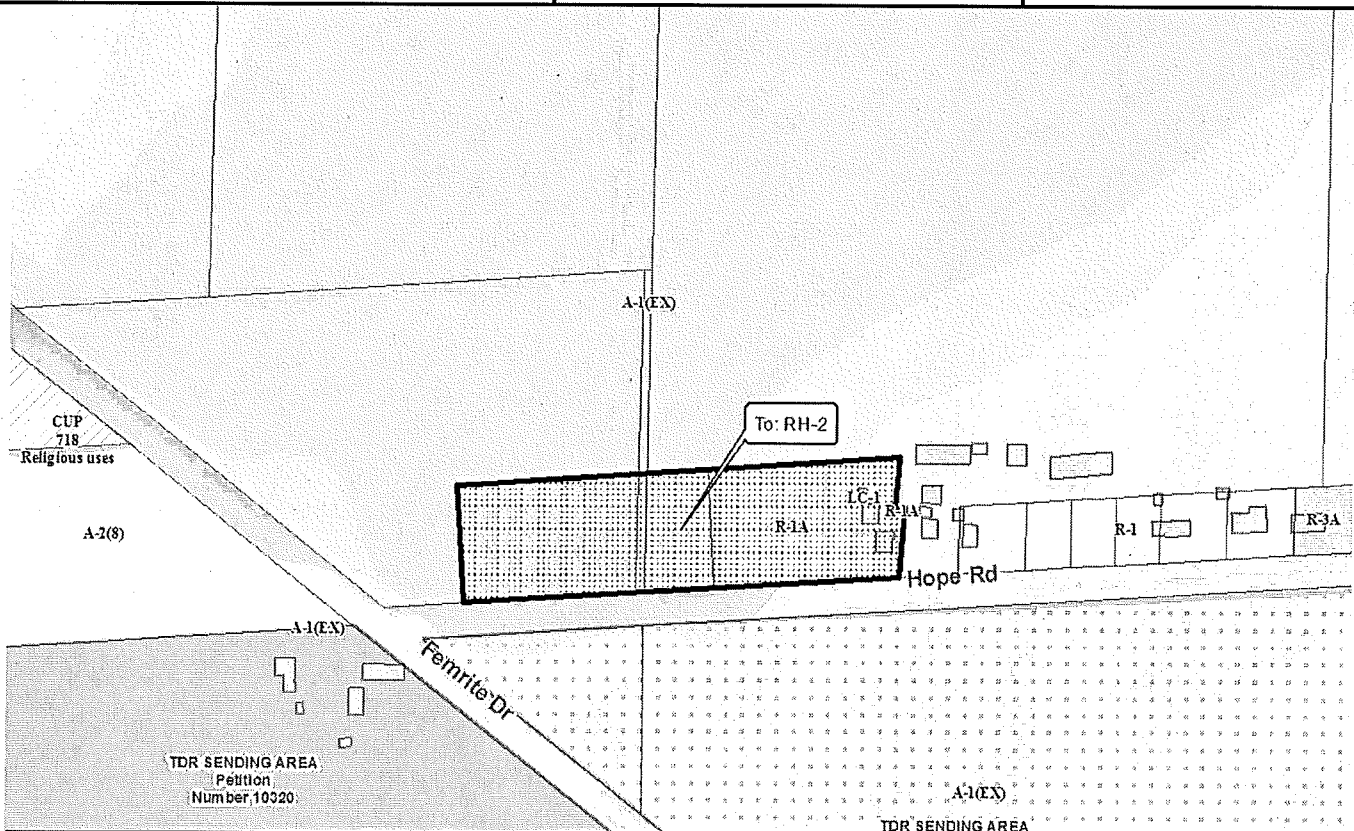 A-1(EX)
To: RH-2
CUP
718
Religious uses
LC-1
R-1A
R-1A
R-1
R-3A
A-2(8)
Hope Rd
A-1(EX)
Femrite Dr
TDR SENDING AREA
Petition
Number 10320
A-1(EX)
TDR SENDING AREA